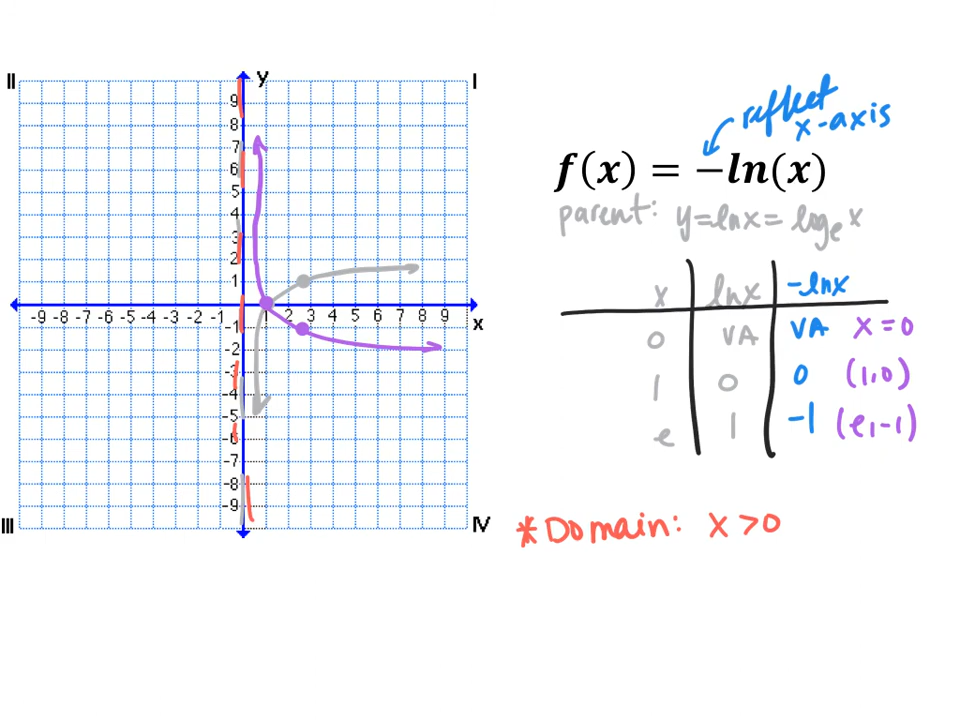 II
y
I
9
8
7
6
5
4
3
2
1
-9 -8 -7 -6 -5 -4 -3 -2 -1 1 2 3 4 5 6 7 8 9
x
-1
-2
-3
-4
-5
-6
-7
-8
-9
III
IV
reflect
x-axis
f(x) = -ln(x)
parent: y=lnx= logₑx
x lnx -lnx
0 VA VA x=0
1 0 0 (1,0)
e 1 -1 (e,-1)
*Domain: x>0